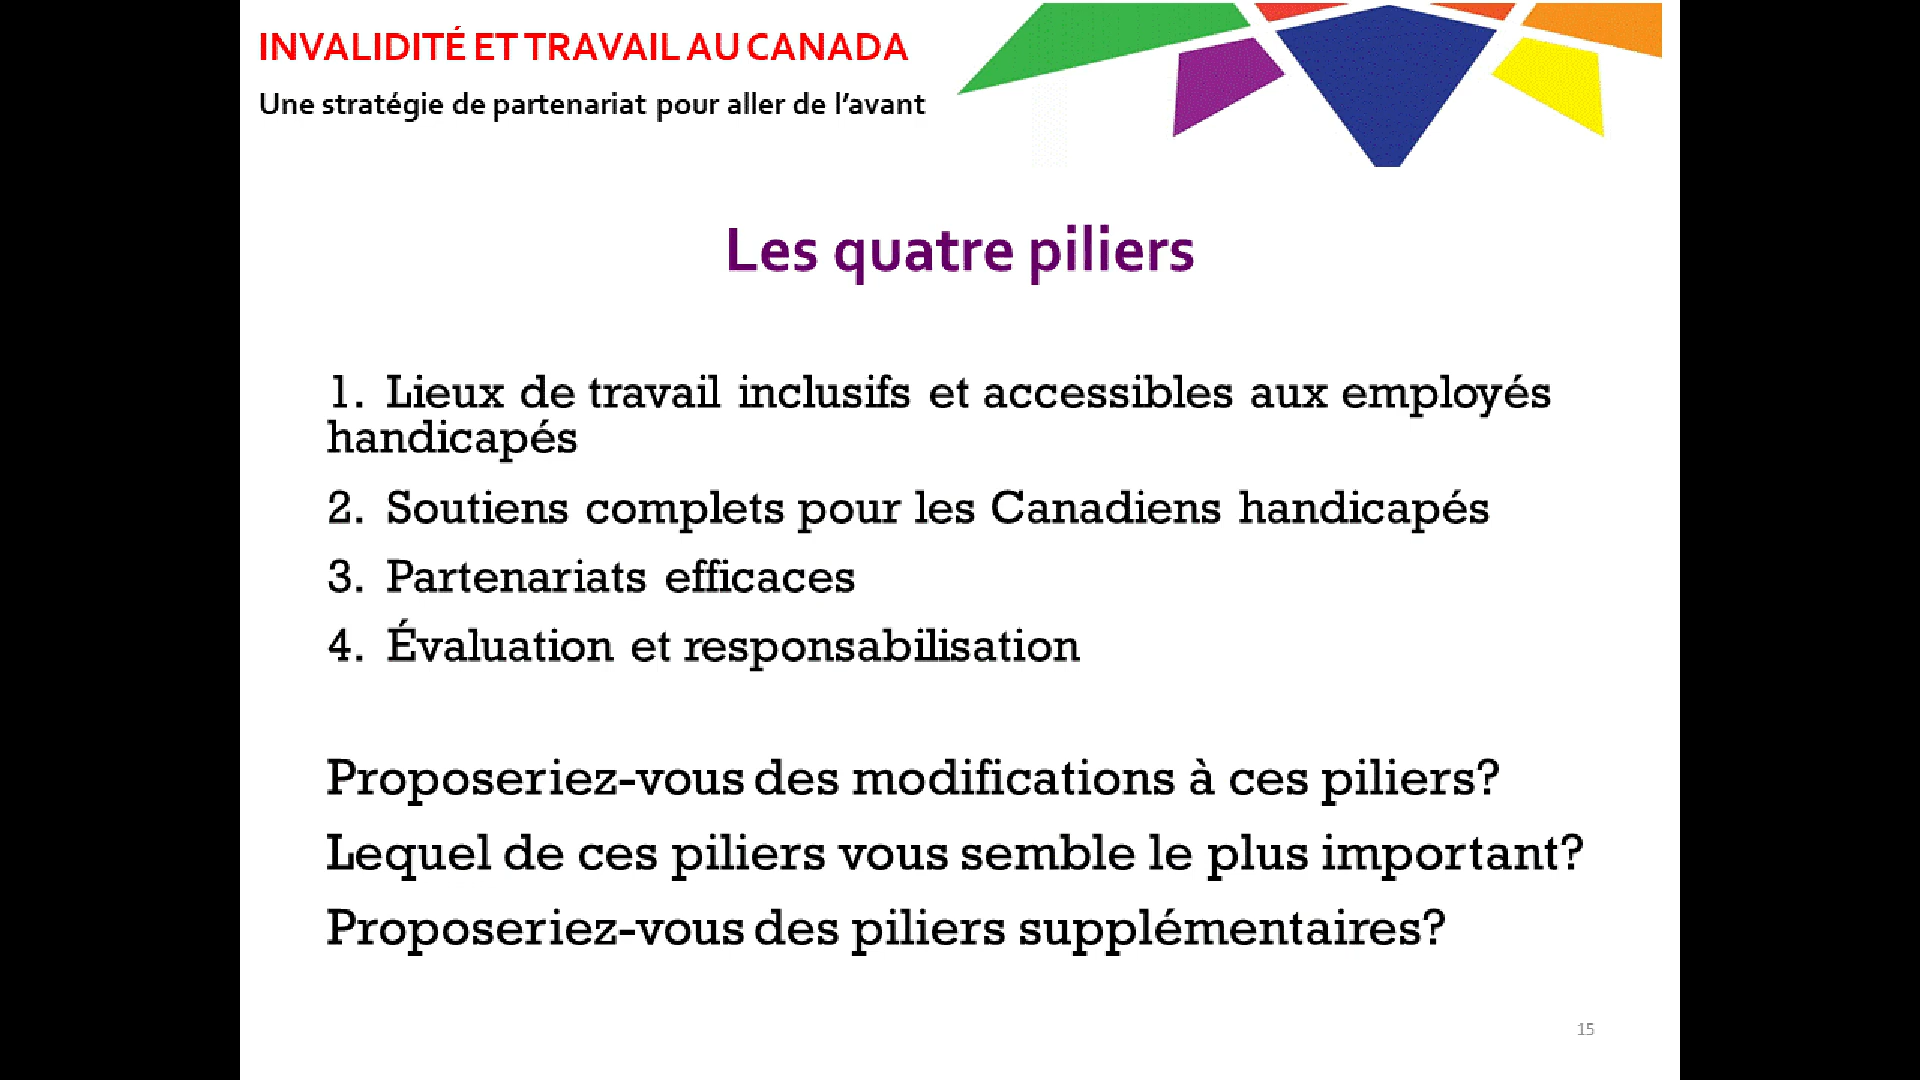 INVALIDITÉ ET TRAVAIL AU CANADA
Une stratégie de partenariat pour aller de l’avant
Les quatre piliers
1. Lieux de travail inclusifs et accessibles aux employés
handicapés
2. Soutiens complets pour les Canadiens handicapés
3. Partenariats efficaces
4. Évaluation et responsabilisation
Proposeriez-vous des modifications à ces piliers?
Lequel de ces piliers vous semble le plus important?
Proposeriez-vous des piliers supplémentaires?
15